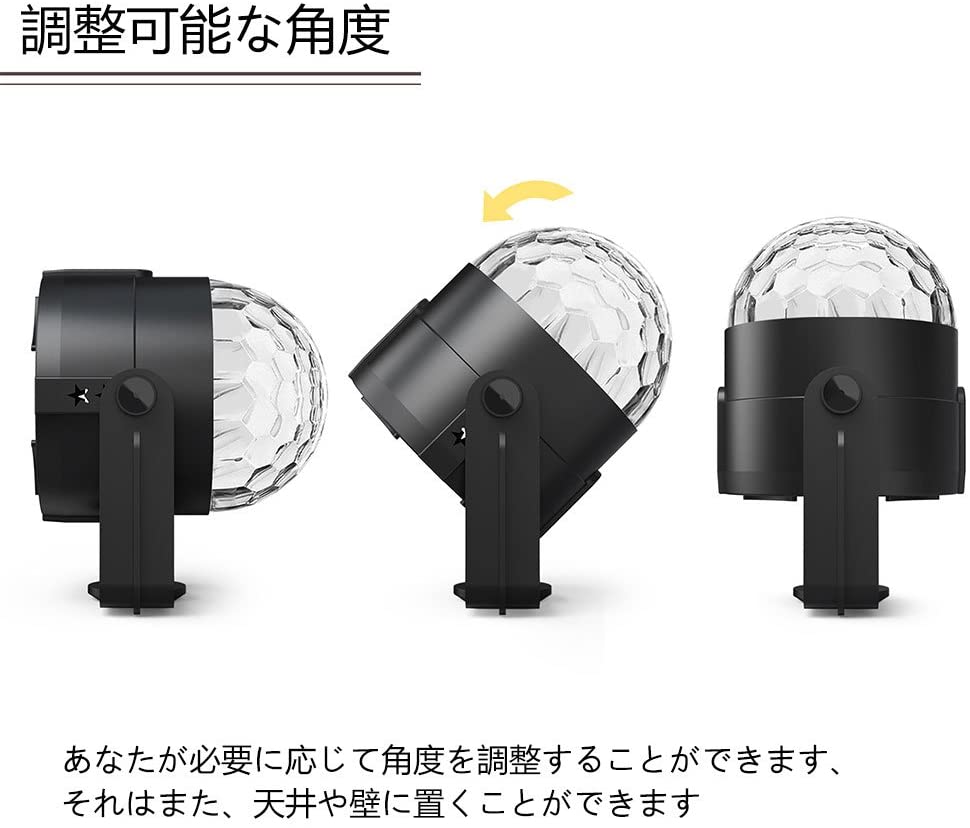 調整可能な角度
あなたが必要に応じて角度を調整することができます、
それはまた、天井や壁に置くことができます